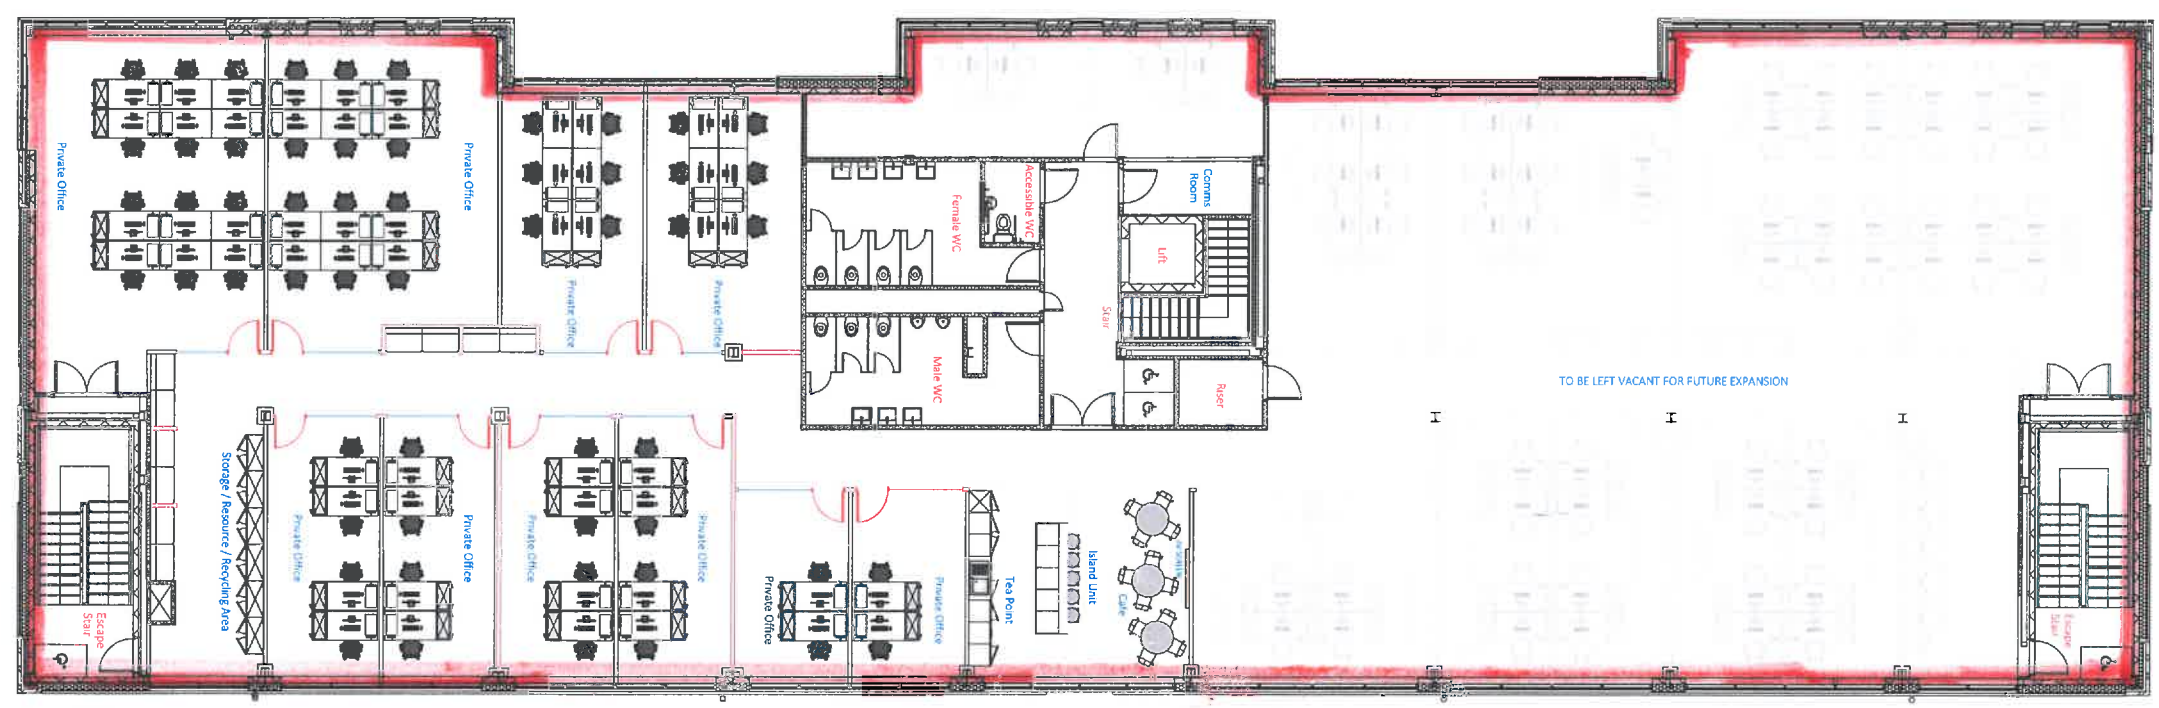 Private Office
Private Office
Private Office
Private Office
Female WC
Accessible WC
Comms
Room
Lift
Stair
Male WC
Riser
TO BE LEFT VACANT FOR FUTURE EXPANSION
Storage / Resource / Recycling Area
Private Office
Private Office
Private Office
Private Office
Private Office
Private Office
Tea Point
Island Unit
Cafe
Escape
Stair
Escape
Stair